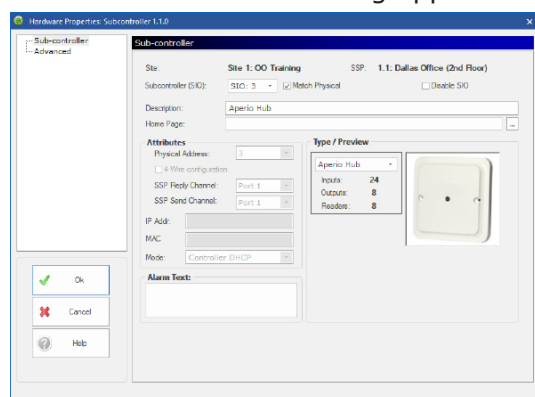 Hardware Properties: Subcontroller 1.1.0
Sub-controller
Advanced
Sub-controller
Site: Site 1: OO Training SSP: 1.1: Dallas Office (2nd Floor)
Subcontroller (SIO): SIO: 3 Match Physical Disable SIO
Description: Aperio Hub
Home Page: ...
Attributes
Physical Address: 3
4-Wire configuration
SSP Reply Channel: Port 1
SSP Send Channel: Port 1
IP Addr:
MAC
Mode: Controller DHCP
Alarm Text:
Type / Preview
Aperio Hub
Inputs: 24
Outputs: 8
Readers: 8
Ok
Cancel
Help